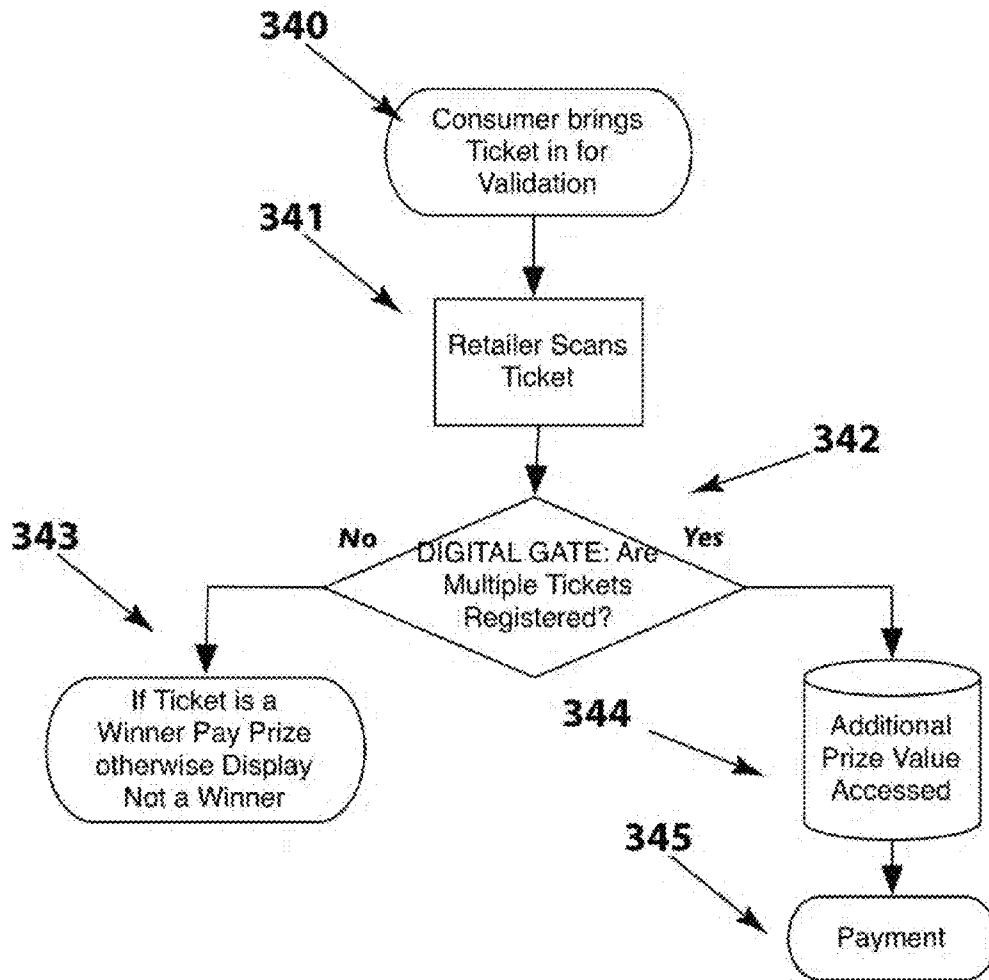 340
Consumer brings
Ticket in for
Validation
341
Retailer Scans
Ticket
342
No
Yes
DIGITAL GATE: Are
Multiple Tickets
Registered?
343
If Ticket is a
Winner Pay Prize
otherwise Display
Not a Winner
344
Additional
Prize Value
Accessed
345
Payment